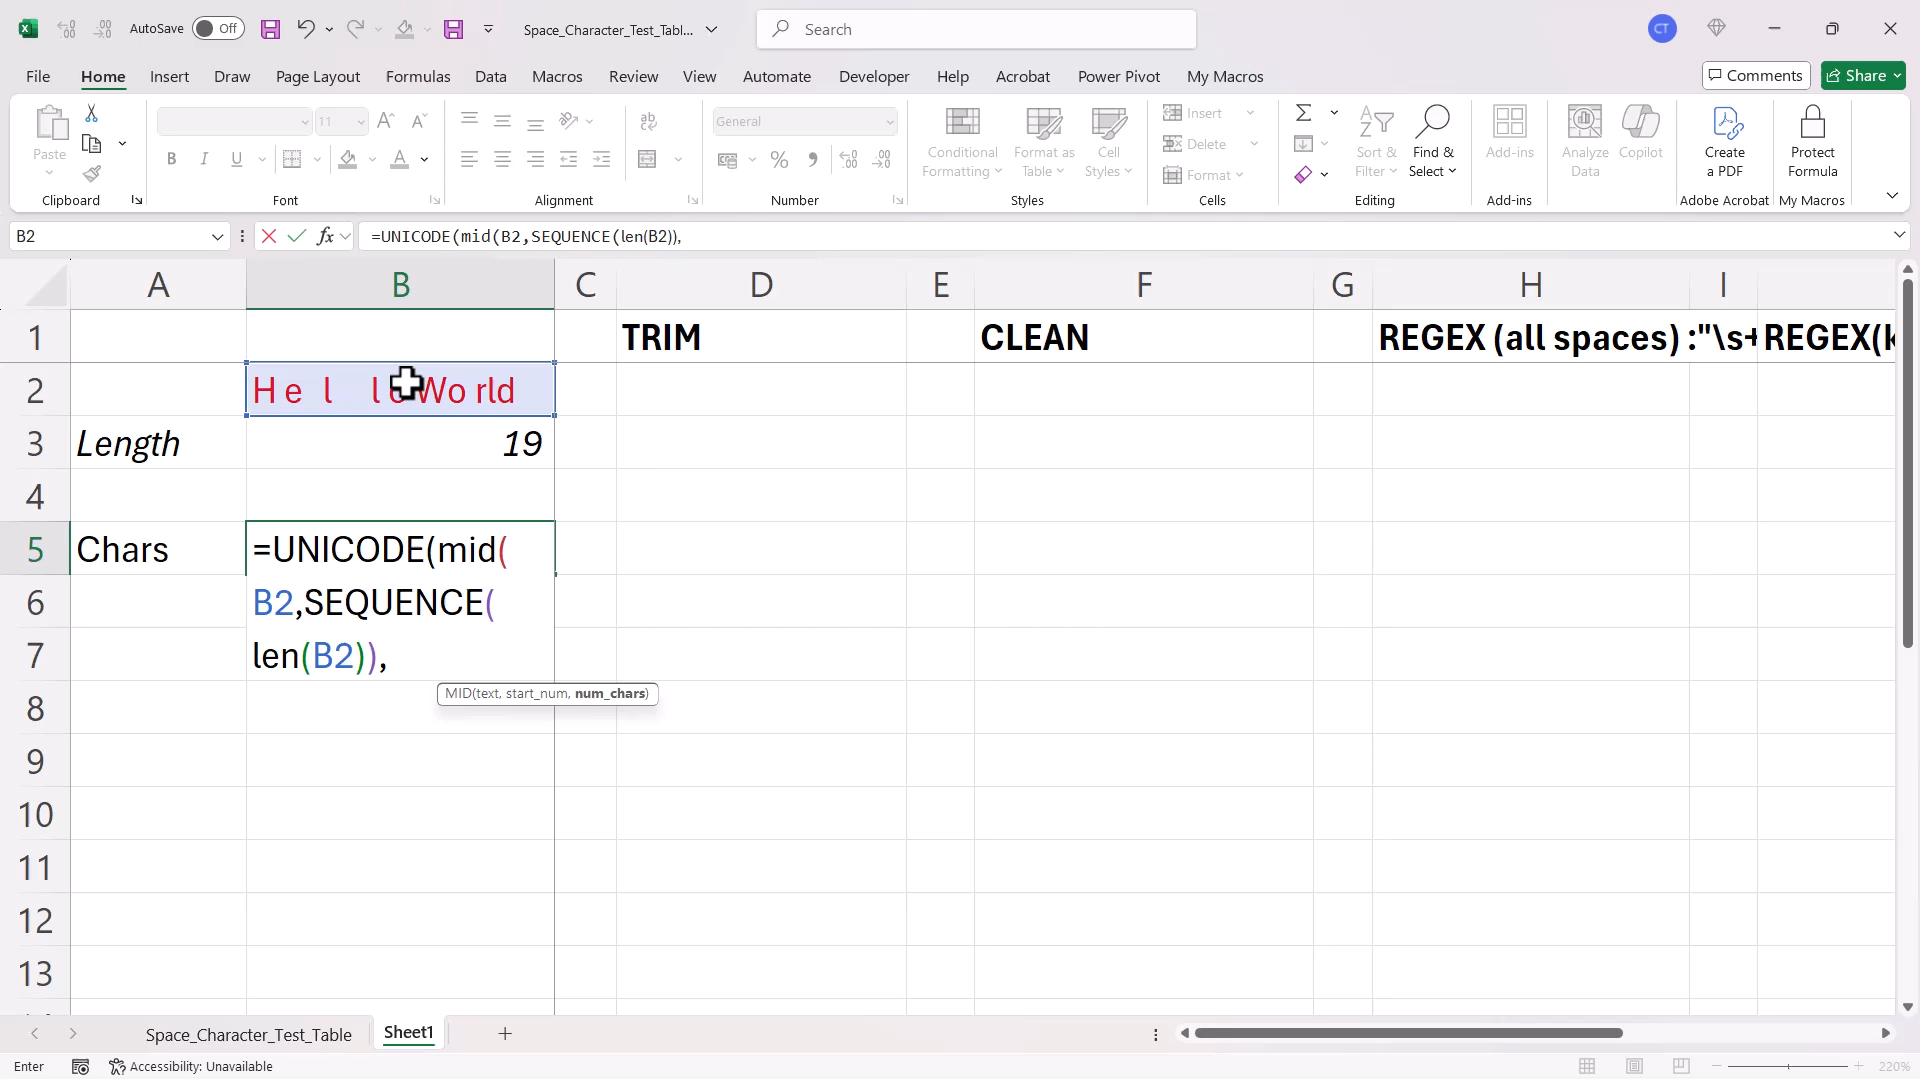 AutoSave Off Space_Character_Test_Tabl... Search CT
File Home Insert Draw Page Layout Formulas Data Macros Review View Automate Developer Help Acrobat Power Pivot My Macros Comments Share
Paste 11 General Conditional Formatting Format as Table Cell Styles Insert Delete Format Sort & Filter Find & Select Add-ins Analyze Data Copilot Create a PDF Protect Formula
Clipboard Font Alignment Number Styles Cells Editing Add-ins Adobe Acrobat My Macros
B2 fx =UNICODE(mid(B2,SEQUENCE(len(B2)),
A B C D E F G H I
1 TRIM CLEAN REGEX (all spaces) :"\s+ REGEX(k
2 H e l l o Wo rld
3 Length 19
4
5 Chars =UNICODE(mid(
6 B2,SEQUENCE(
7 len(B2)),
MID(text, start_num, num_chars)
8
9
10
11
12
13
Space_Character_Test_Table Sheet1
Enter Accessibility: Unavailable 220%